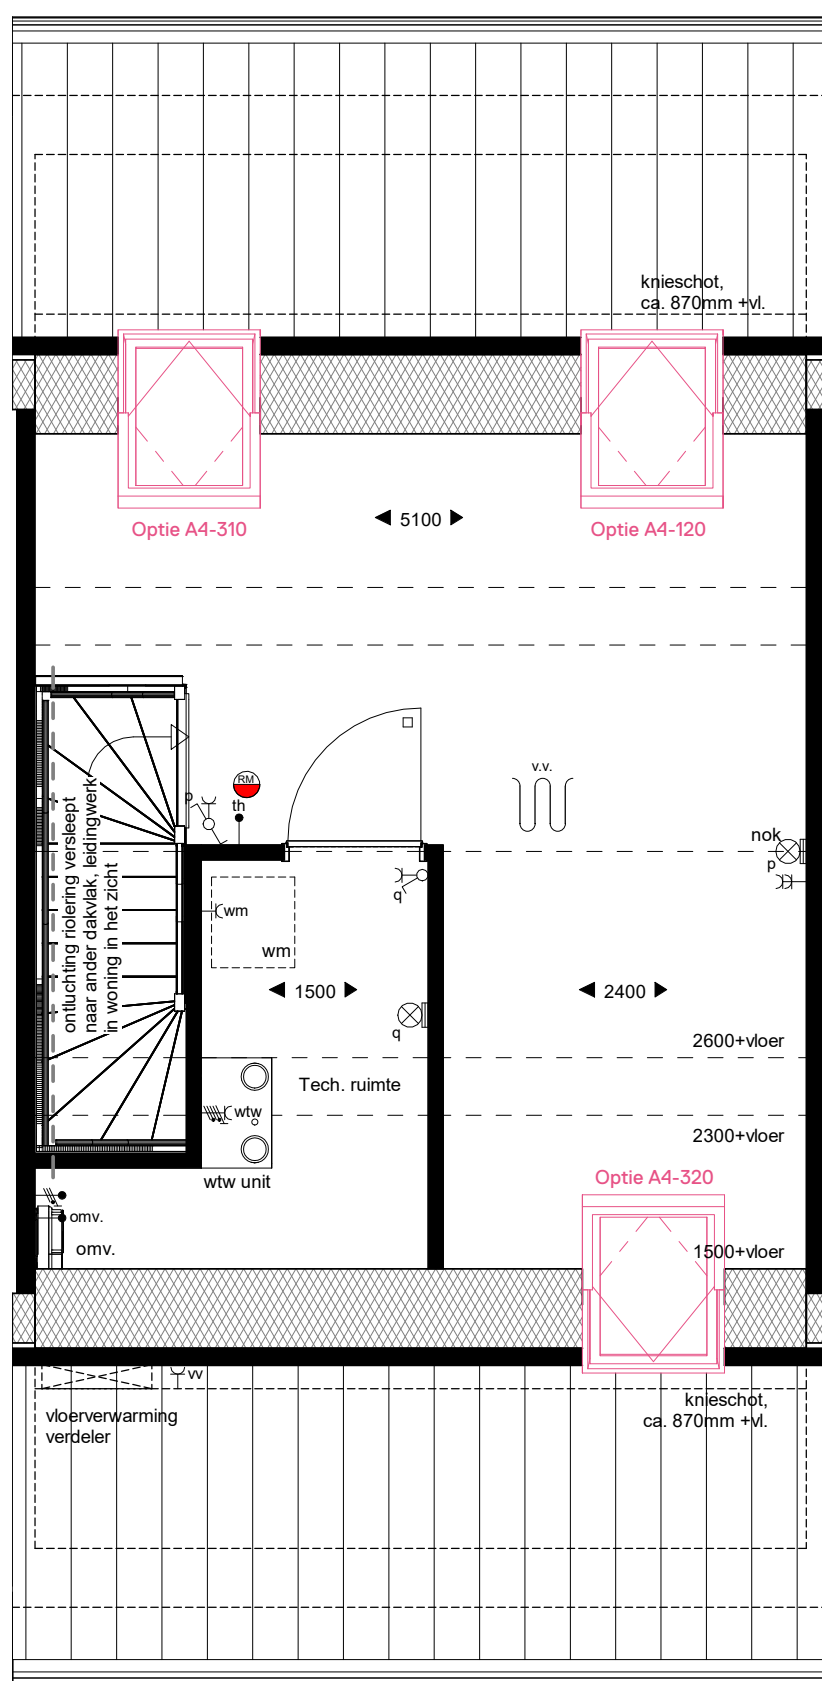 knieschot,
ca. 870mm +vl.
Optie A4-310
5100
Optie A4-120
v.v.
RM
p
th
nok
p
q
ontluchting riolering versleept
naar ander dakvlak, leidingwerk
in woning in het zicht
wm
wm
1500
2400
q
2600+vloer
Tech. ruimte
wtw
2300+vloer
wtw unit
Optie A4-320
omv.
omv.
1500+vloer
vv
knieschot,
ca. 870mm +vl.
vloerverwarming
verdeler